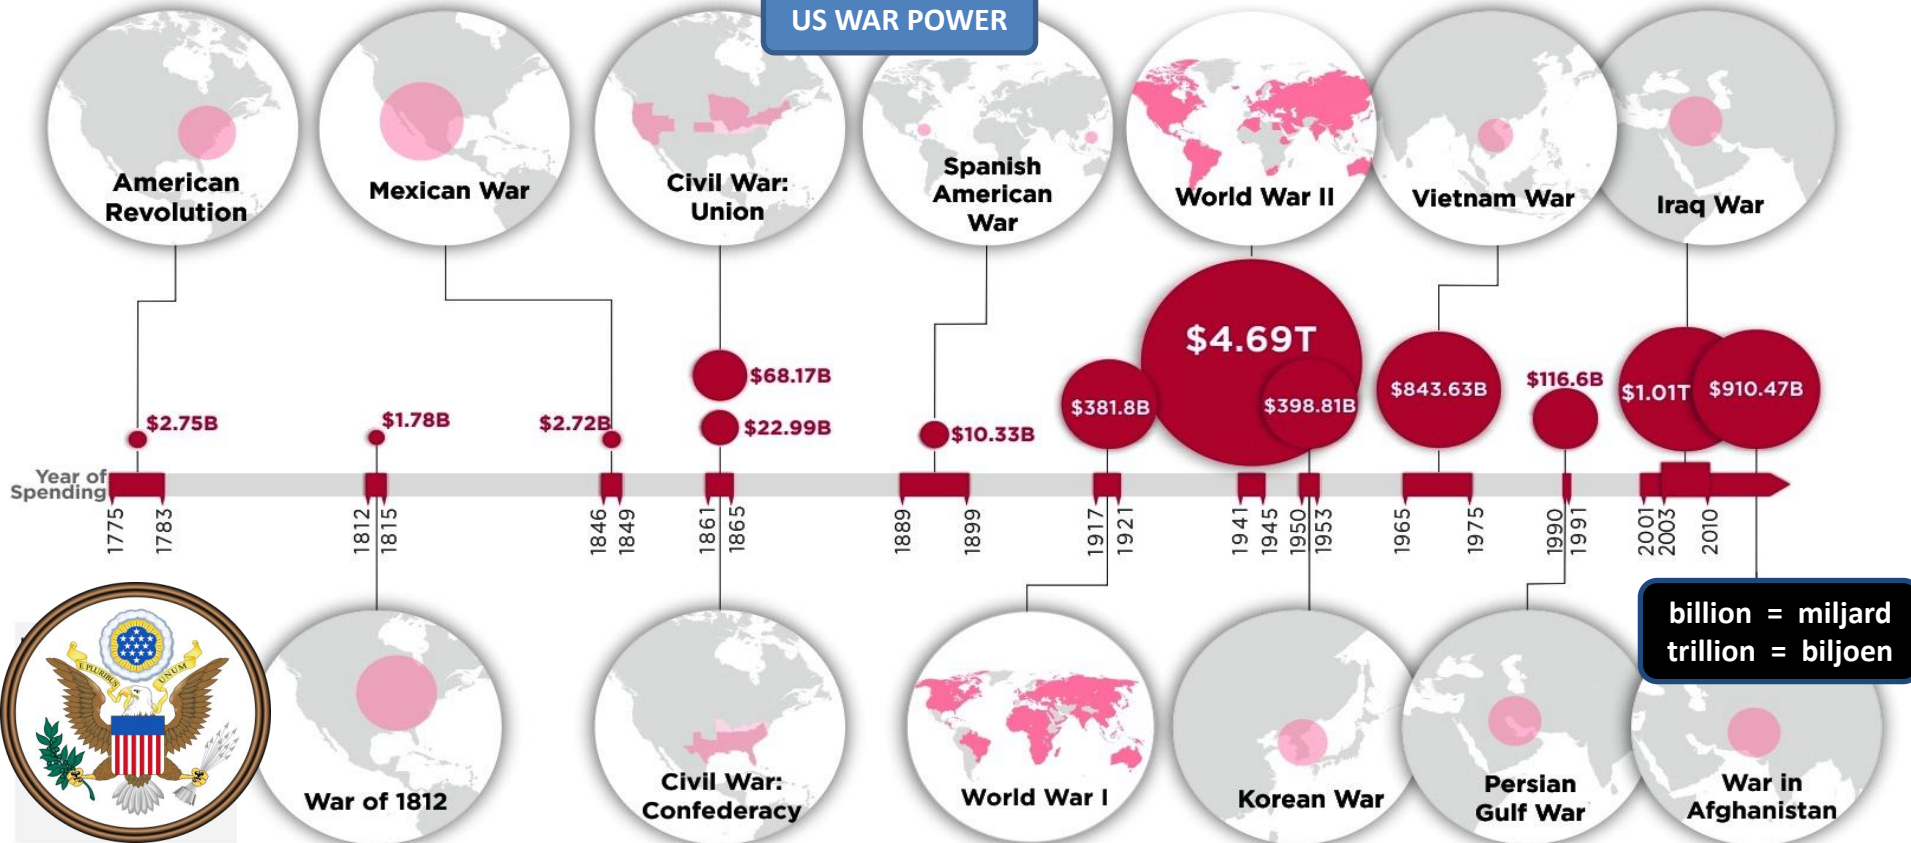 US WAR POWER
American
Revolution
Mexican War
Civil War:
Union
Spanish
American
War
World War II
Vietnam War
Iraq War
$2.75B
$1.78B
$2.72B
$68.17B
$22.99B
$10.33B
$381.8B
$4.69T
$398.81B
$843.63B
$116.6B
$1.01T
$910.47B
Year of
Spending
1775
1783
1812
1815
1846
1849
1861
1865
1889
1899
1917
1921
1941
1945
1950
1953
1965
1975
1990
1991
2001
2003
2010
billion = miljard
trillion = biljoen
E PLURIBUS UNUM
War of 1812
Civil War:
Confederacy
World War I
Korean War
Persian
Gulf War
War in
Afghanistan